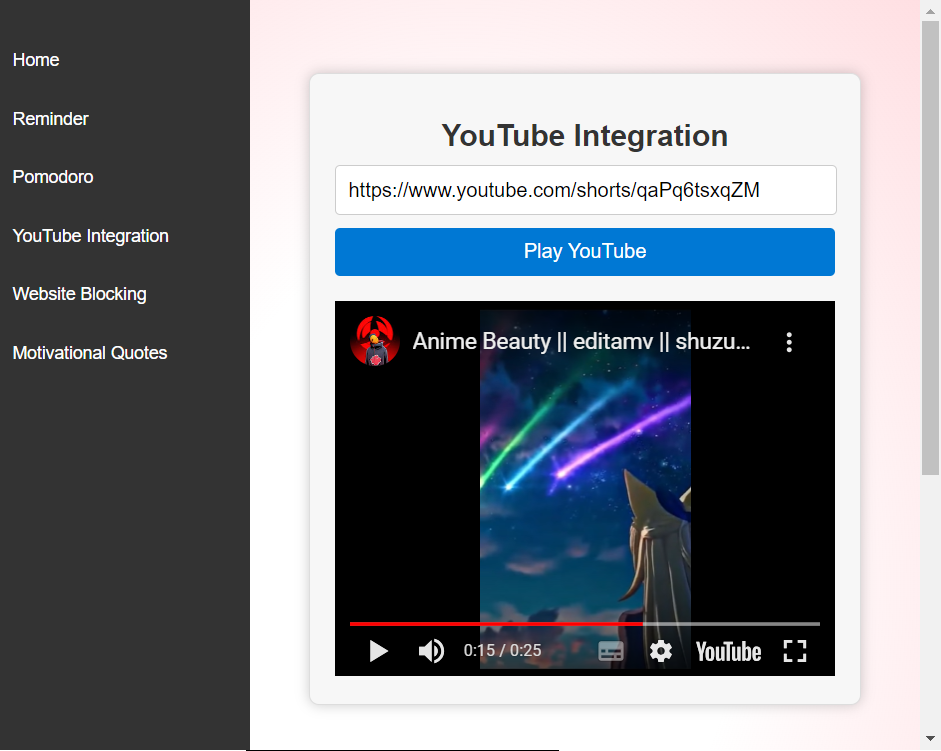 Home
Reminder
Pomodoro
YouTube Integration
Website Blocking
Motivational Quotes
YouTube Integration
https://www.youtube.com/shorts/qaPq6tsxqZM
Play YouTube
Anime Beauty || editamv || shuzu...
0:15 / 0:25
YouTube